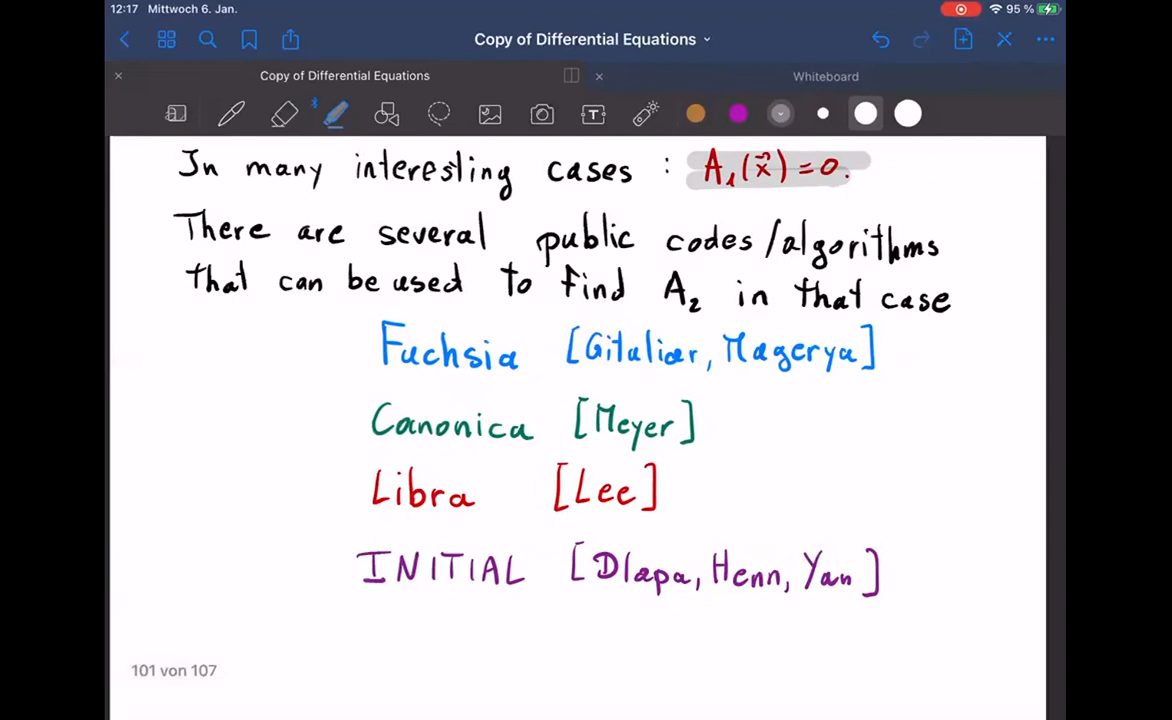 12:17 Mittwoch 6. Jan. 95 %
Copy of Differential Equations
Copy of Differential Equations Whiteboard
In many interesting cases : A₁(x⃗)=0.
There are several public codes/algorithms
that can be used to find A₂ in that case
Fuchsia [Gituliar, Magerya]
Canonica [Meyer]
Libra [Lee]
INITIAL [Dlapa, Henn, Yan]
101 von 107